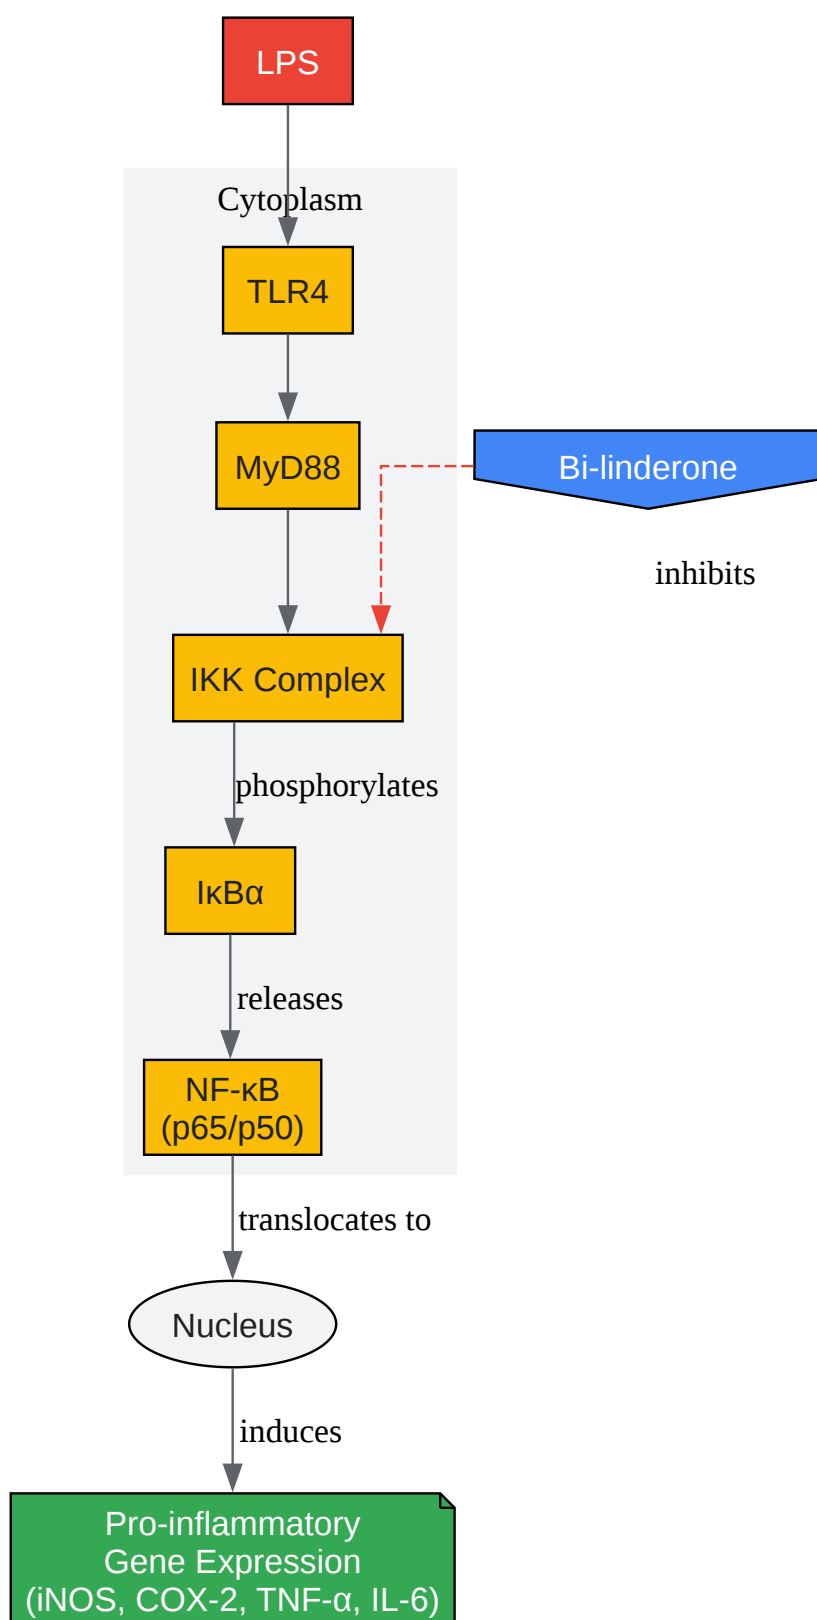 LPS
Cytoplasm
TLR4
MyD88
Bi-linderone
inhibits
IKK Complex
phosphorylates
IκBα
releases
NF-κB
(p65/p50)
translocates to
Nucleus
induces
Pro-inflammatory
Gene Expression
(iNOS, COX-2, TNF-α, IL-6)